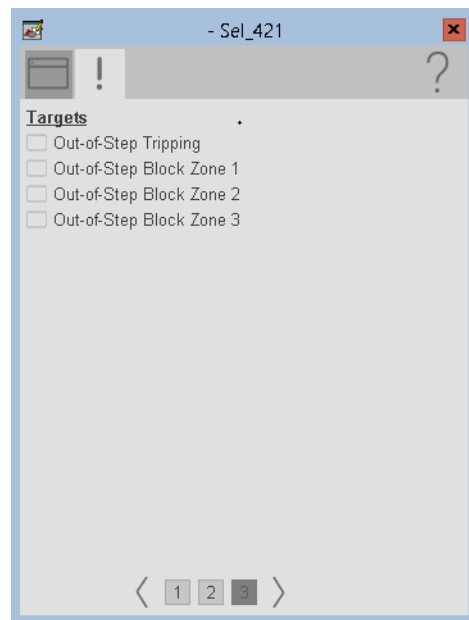 - Sel_421
!
?
Targets
Out-of-Step Tripping
Out-of-Step Block Zone 1
Out-of-Step Block Zone 2
Out-of-Step Block Zone 3
1 2 3